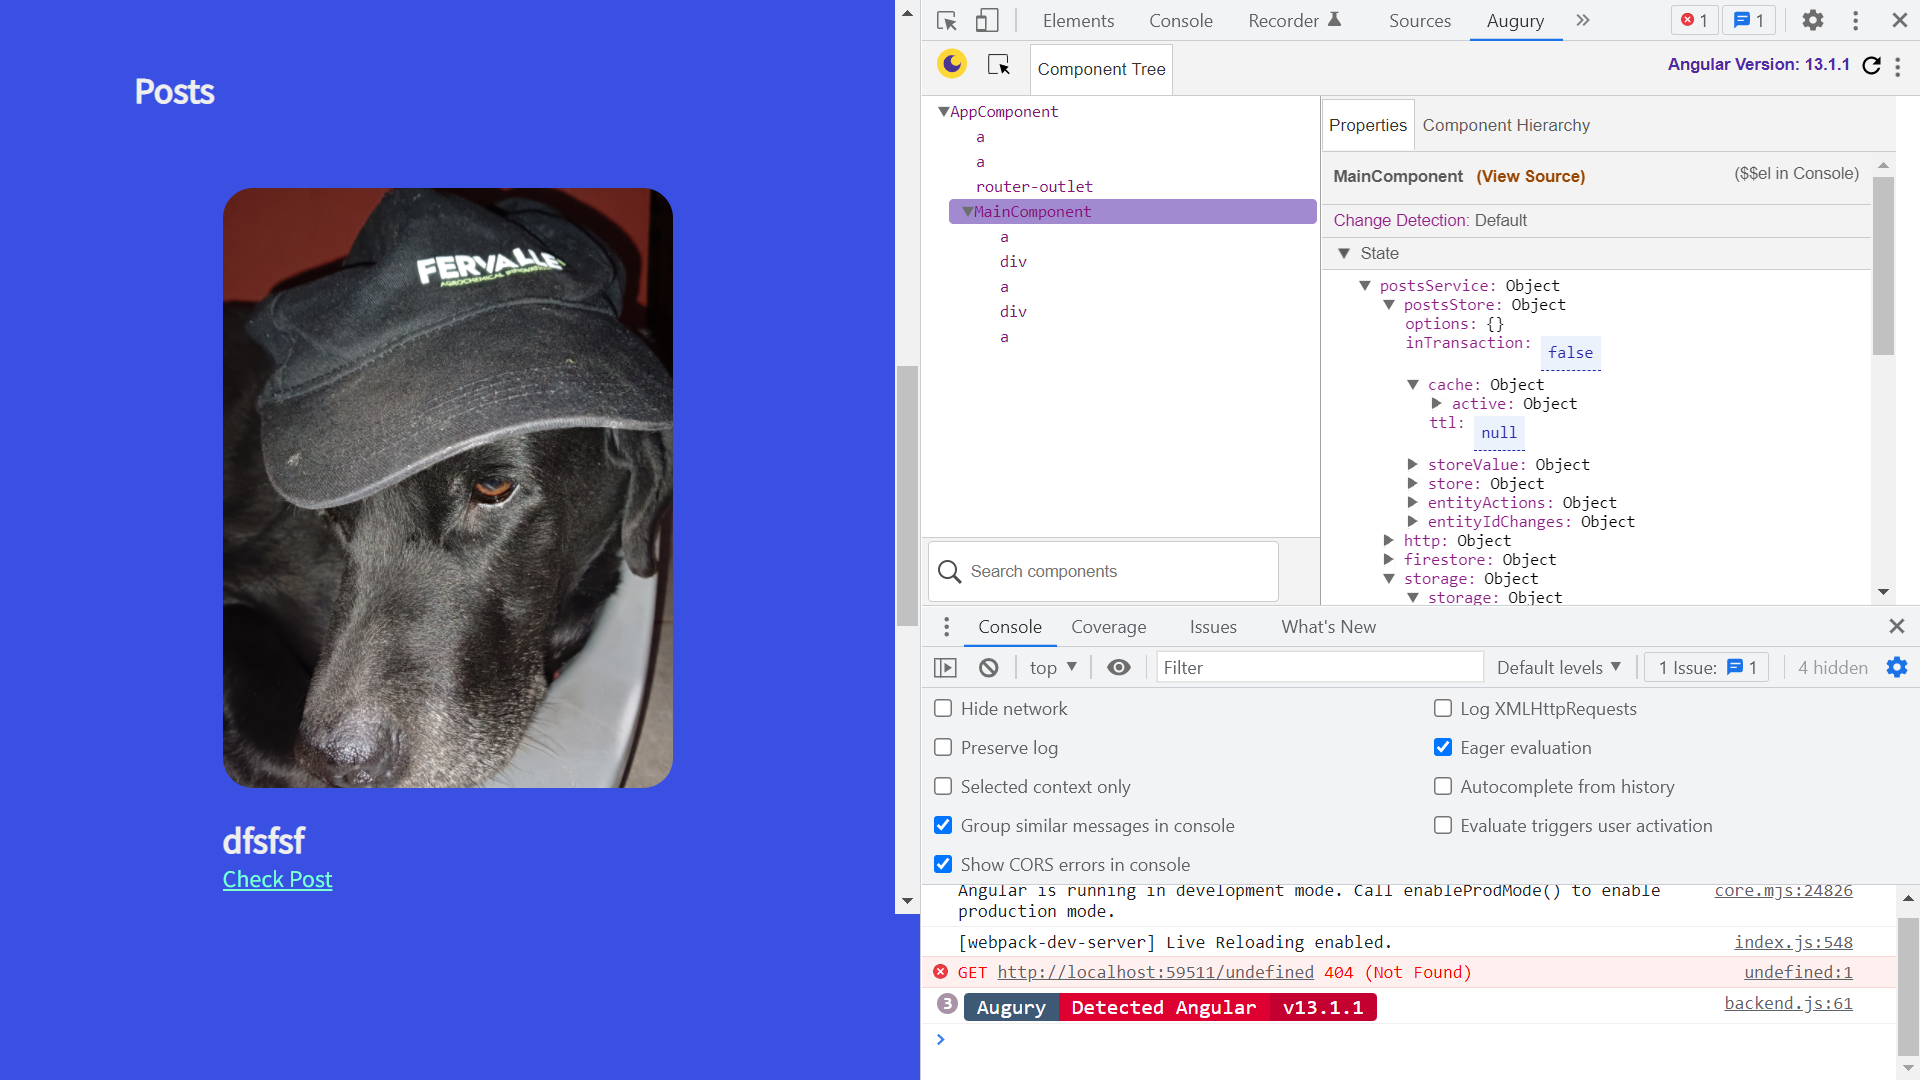 Posts
FERVALLE
AGROCHEMICAL
dfsfsf
Check Post
Elements Console Recorder Sources Augury » 1 1
Component Tree
Angular Version: 13.1.1
AppComponent
a
a
router-outlet
MainComponent
a
div
a
div
a
Search components
Properties Component Hierarchy
MainComponent (View Source) ($$el in Console)
Change Detection: Default
State
postsService: Object
postsStore: Object
options: {}
inTransaction: false
cache: Object
active: Object
ttl: null
storeValue: Object
store: Object
entityActions: Object
entityIdChanges: Object
http: Object
firestore: Object
storage: Object
storage: Object
Console Coverage Issues What's New
top Filter Default levels 1 Issue: 1 4 hidden
Hide network Log XMLHttpRequests
Preserve log Eager evaluation
Selected context only Autocomplete from history
Group similar messages in console Evaluate triggers user activation
Show CORS errors in console
Angular is running in development mode. Call enableProdMode() to enable core.mjs:24826
production mode.
[webpack-dev-server] Live Reloading enabled. index.js:548
GET http://localhost:59511/undefined 404 (Not Found) undefined:1
3 Augury Detected Angular v13.1.1 backend.js:61